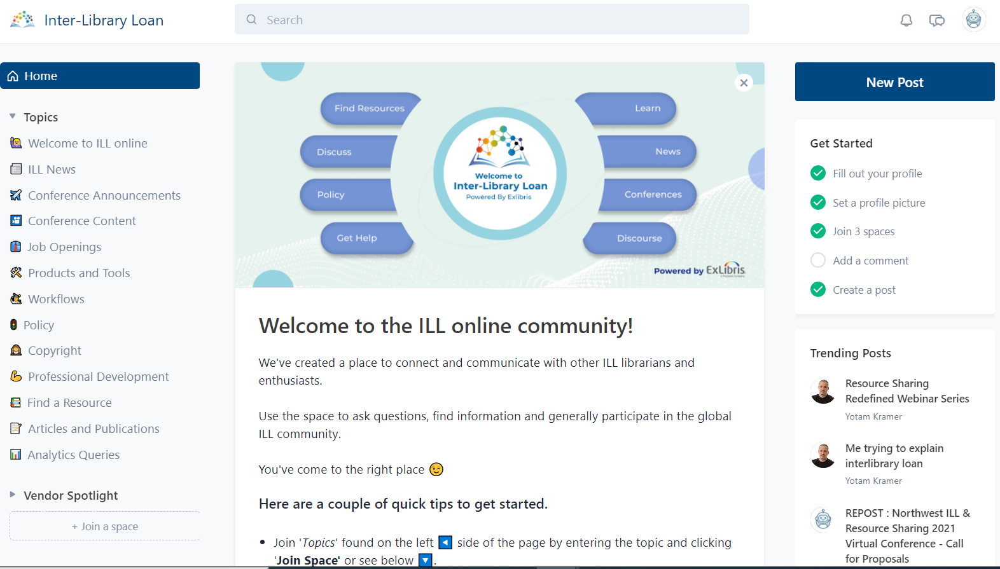 Inter-Library Loan
Search
Home
Topics
Welcome to ILL online
ILL News
Conference Announcements
Conference Content
Job Openings
Products and Tools
Workflows
Policy
Copyright
Professional Development
Find a Resource
Articles and Publications
Analytics Queries
Vendor Spotlight
+ Join a space
Find Resources
Discuss
Policy
Get Help
Welcome to
Inter-Library Loan
Powered By Exlibris
Learn
News
Conferences
Discourse
Powered by ExLibris
Welcome to the ILL online community!
We've created a place to connect and communicate with other ILL librarians and
enthusiasts.
Use the space to ask questions, find information and generally participate in the global
ILL community.
You've come to the right place 😉
Here are a couple of quick tips to get started.
• Join 'Topics' found on the left ◀️ side of the page by entering the topic and clicking
'Join Space' or see below 🔽.
New Post
Get Started
Fill out your profile
Set a profile picture
Join 3 spaces
Add a comment
Create a post
Trending Posts
Resource Sharing
Redefined Webinar Series
Yotam Kramer
Me trying to explain
interlibrary loan
Yotam Kramer
REPOST : Northwest ILL &
Resource Sharing 2021
Virtual Conference - Call
for Proposals